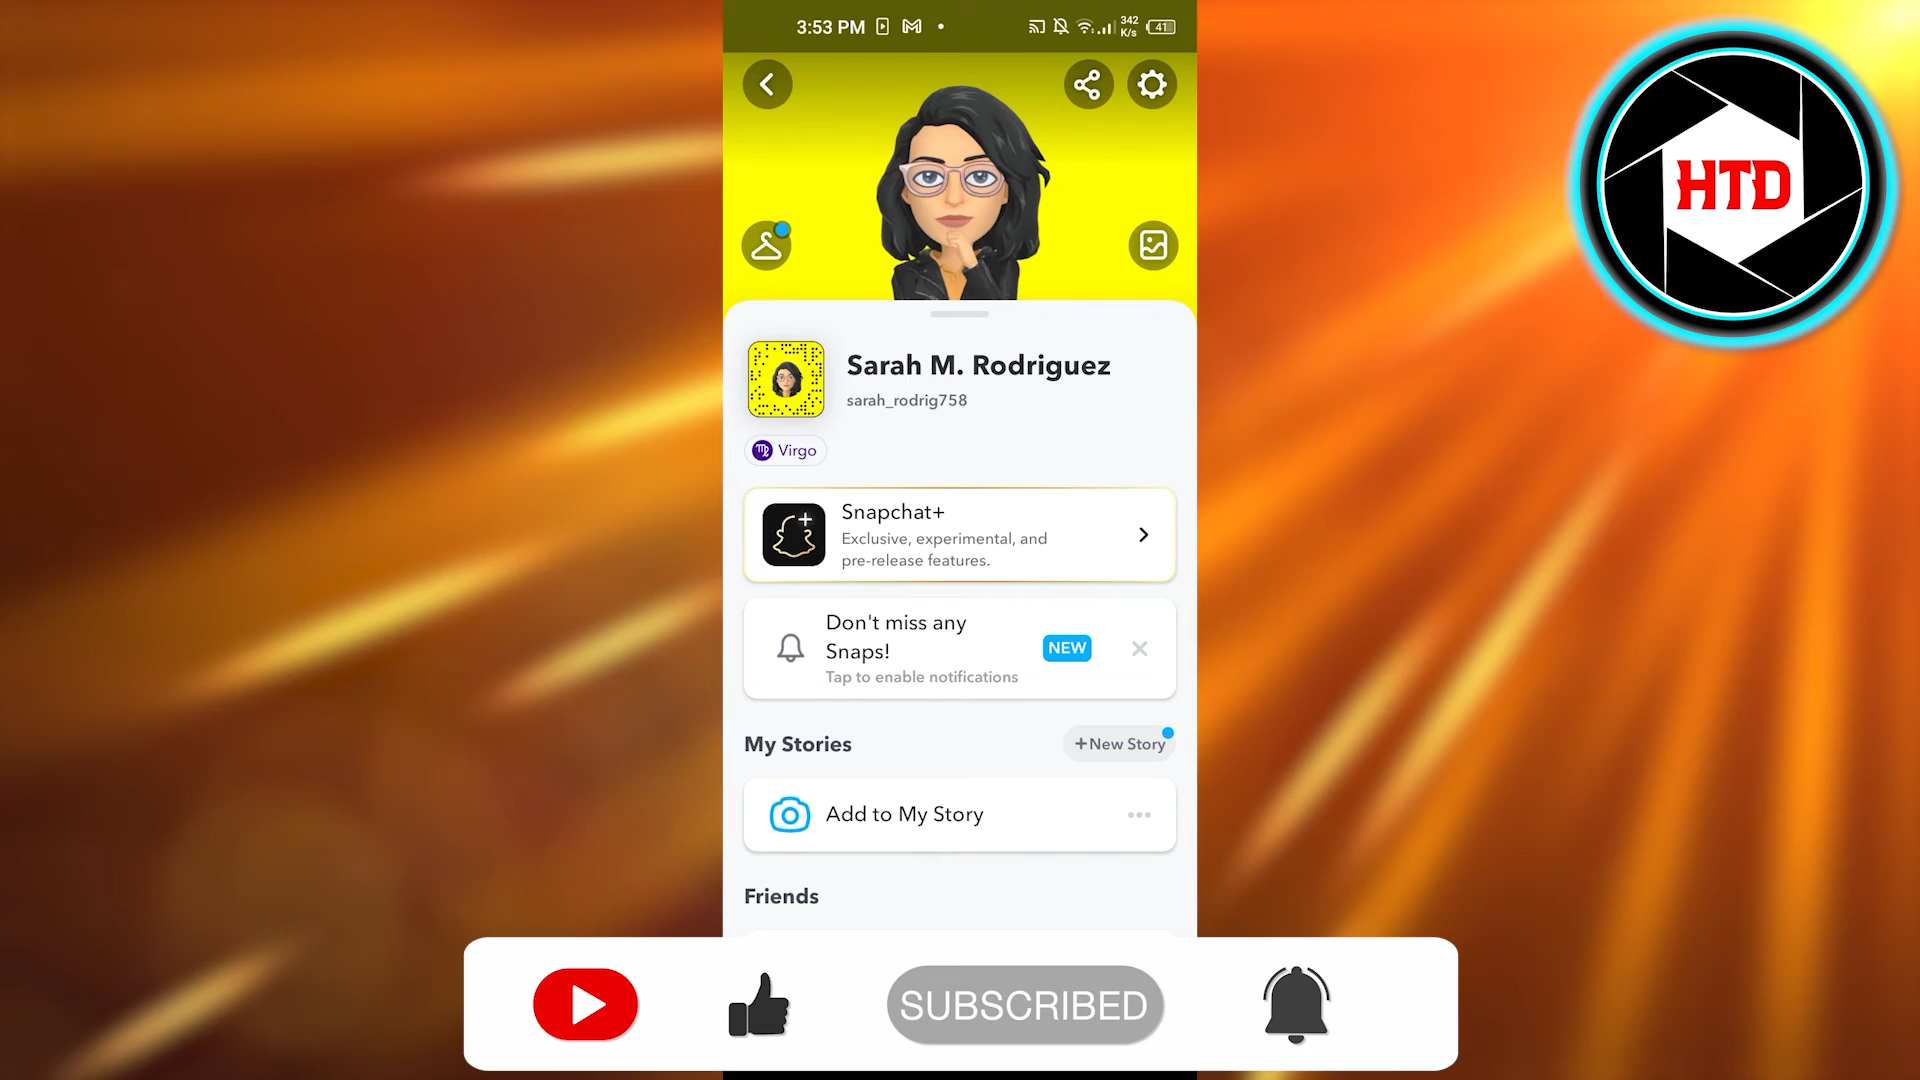 3:53 PM
342
K/s
41
HTD
Sarah M. Rodriguez
sarah_rodrig758
Virgo
Snapchat+
Exclusive, experimental, and
pre-release features.
Don't miss any
Snaps!
Tap to enable notifications
NEW
My Stories
+New Story
Add to My Story
Friends
SUBSCRIBED